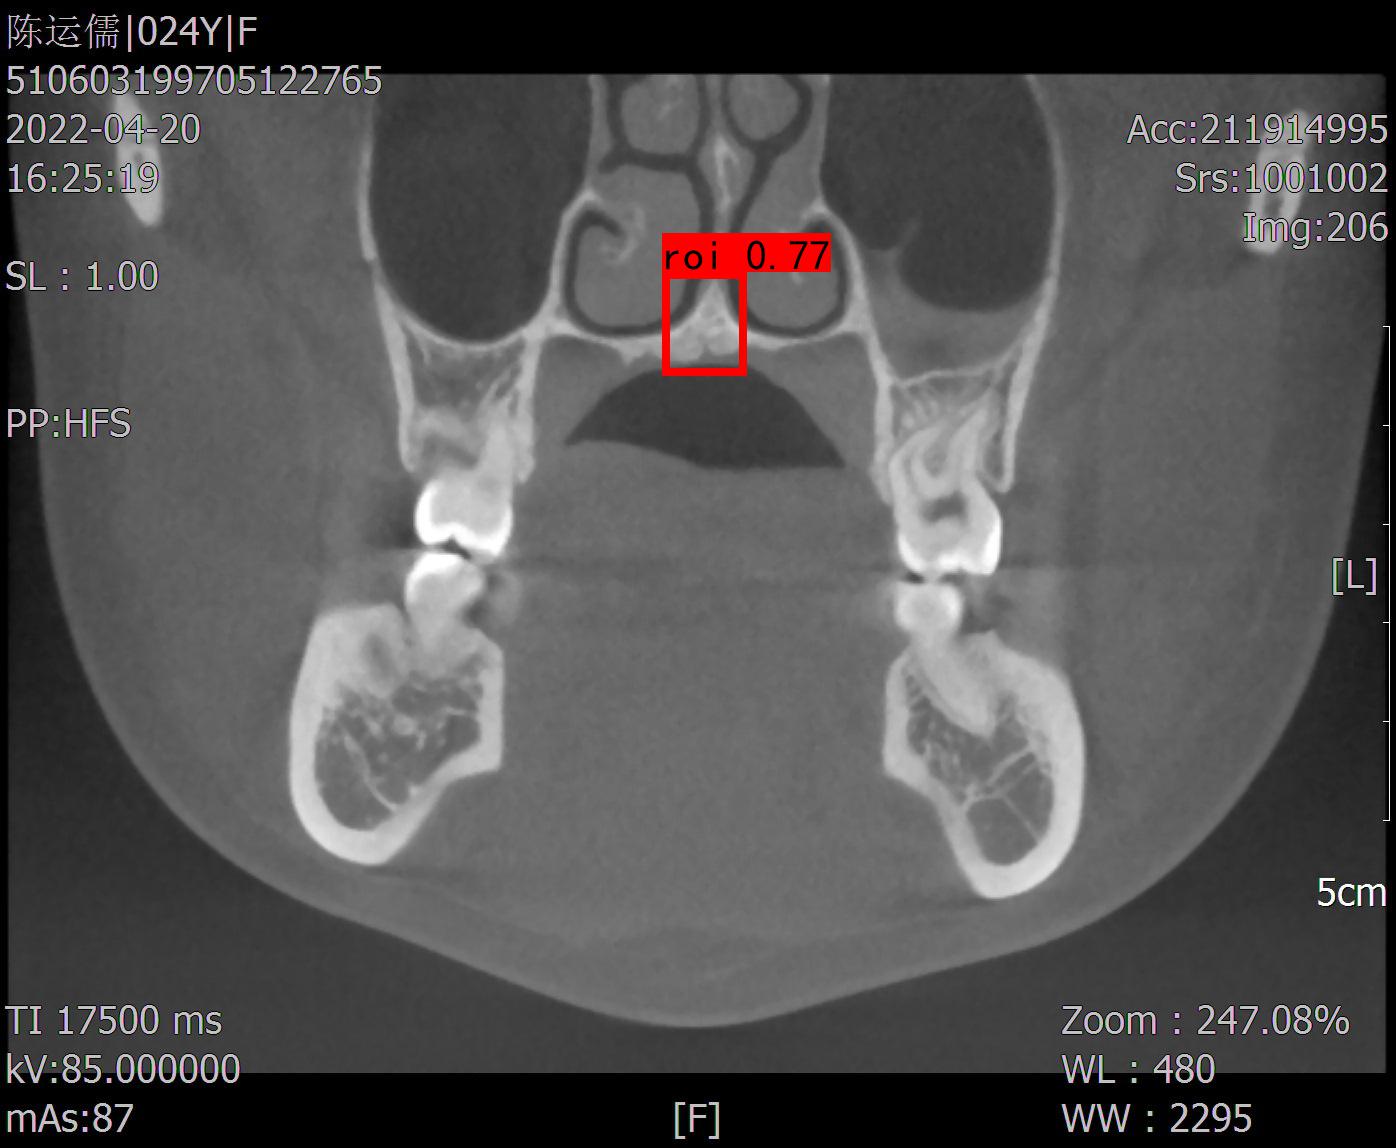 陈运儒|024Y|F
510603199705122765
2022-04-20
16:25:19
SL : 1.00
PP:HFS
Acc:211914995
Srs:1001002
Img:206
roi 0.77
[L]
5cm
TI 17500 ms
kV:85.000000
mAs:87
[F]
Zoom : 247.08%
WL : 480
WW : 2295